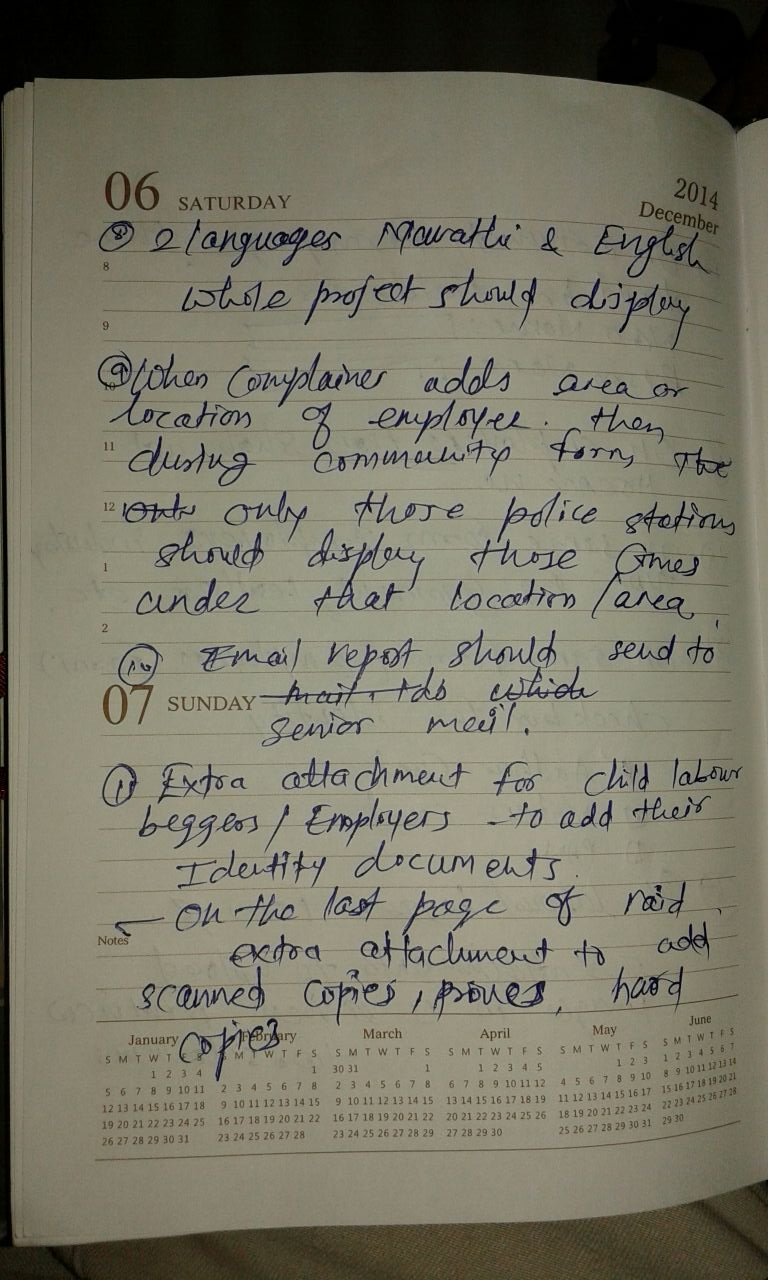 06 SATURDAY
2014
December
⑧ 2 languages Marathi & English
8
whole project should display
9
⑨ When Complainer adds area or
10
location of employer. then
11
during community form, The
12 Only only those police stations
should display those Comes
1
under that location / area.
2
⑩ Email report should send to
07 SUNDAY mail. Ids which
senior mail.
⑪ Extra attachment for child labour
beggers / Employers - to add their
Identity documents.
— On the last page of raid
Notes
extra attachment to add
scanned copies, proves, hard
copies
January February March April May June
S M T W T F S S M T W T F S S M T W T F S S M T W T F S S M T W T F S S M T W T F S
1 2 3 4 1 30 31 1 1 2 3 4 5 1 2 3 1 2 3 4 5 6 7
5 6 7 8 9 10 11 2 3 4 5 6 7 8 2 3 4 5 6 7 8 6 7 8 9 10 11 12 4 5 6 7 8 9 10 8 9 10 11 12 13 14
12 13 14 15 16 17 18 9 10 11 12 13 14 15 9 10 11 12 13 14 15 13 14 15 16 17 18 19 11 12 13 14 15 16 17 15 16 17 18 19 20 21
19 20 21 22 23 24 25 16 17 18 19 20 21 22 16 17 18 19 20 21 22 20 21 22 23 24 25 26 18 19 20 21 22 23 24 22 23 24 25 26 27 28
26 27 28 29 30 31 23 24 25 26 27 28 23 24 25 26 27 28 29 27 28 29 30 25 26 27 28 29 30 31 29 30